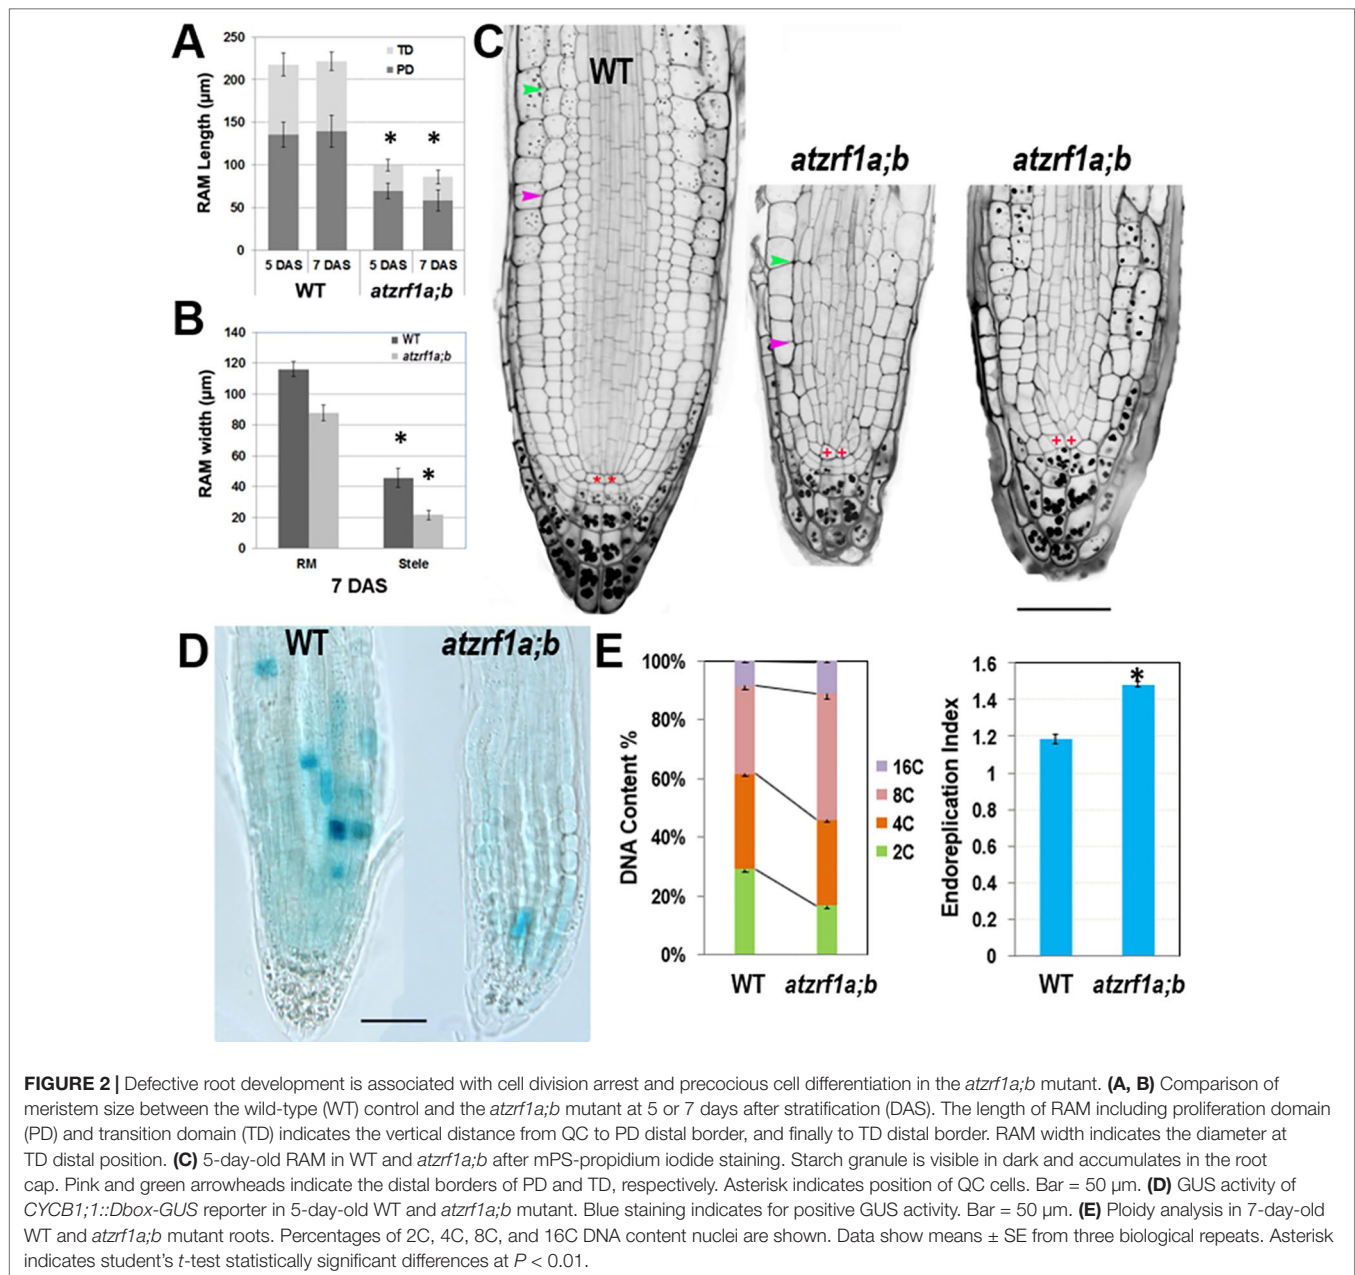 A
250
200
150
100
50
0
RAM Length (µm)
TD
PD
*
*
5 DAS 7 DAS 5 DAS 7 DAS
WT atzrf1a;b
B
140
120
100
80
60
40
20
0
RAM width (µm)
WT
atzrf1a;b
*
*
RM Stele
7 DAS
C
WT
atzrf1a;b
atzrf1a;b
* *
+ +
+ +
D
WT
atzrf1a;b
E
100%
80%
60%
40%
20%
0%
DNA Content %
16C
8C
4C
2C
WT atzrf1a;b
1.6
1.4
1.2
1
0.8
0.6
0.4
0.2
0
Endoreplication Index
*
WT atzrf1a;b
FIGURE 2 | Defective root development is associated with cell division arrest and precocious cell differentiation in the atzrf1a;b mutant. (A, B) Comparison of
meristem size between the wild-type (WT) control and the atzrf1a;b mutant at 5 or 7 days after stratification (DAS). The length of RAM including proliferation domain
(PD) and transition domain (TD) indicates the vertical distance from QC to PD distal border, and finally to TD distal border. RAM width indicates the diameter at
TD distal position. (C) 5-day-old RAM in WT and atzrf1a;b after mPS-propidium iodide staining. Starch granule is visible in dark and accumulates in the root
cap. Pink and green arrowheads indicate the distal borders of PD and TD, respectively. Asterisk indicates position of QC cells. Bar = 50 µm. (D) GUS activity of
CYCB1;1::Dbox-GUS reporter in 5-day-old WT and atzrf1a;b mutant. Blue staining indicates for positive GUS activity. Bar = 50 µm. (E) Ploidy analysis in 7-day-old
WT and atzrf1a;b mutant roots. Percentages of 2C, 4C, 8C, and 16C DNA content nuclei are shown. Data show means ± SE from three biological repeats. Asterisk
indicates student's t-test statistically significant differences at P < 0.01.